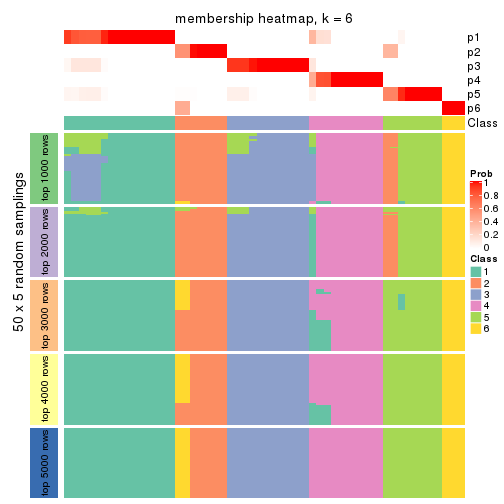 membership heatmap, k = 6
p1
p2
p3
p4
p5
p6
Class
50 x 5 random samplings
top 1000 rows
top 2000 rows
top 3000 rows
top 4000 rows
top 5000 rows
Prob
1
0.8
0.6
0.4
0.2
0
Class
1
2
3
4
5
6